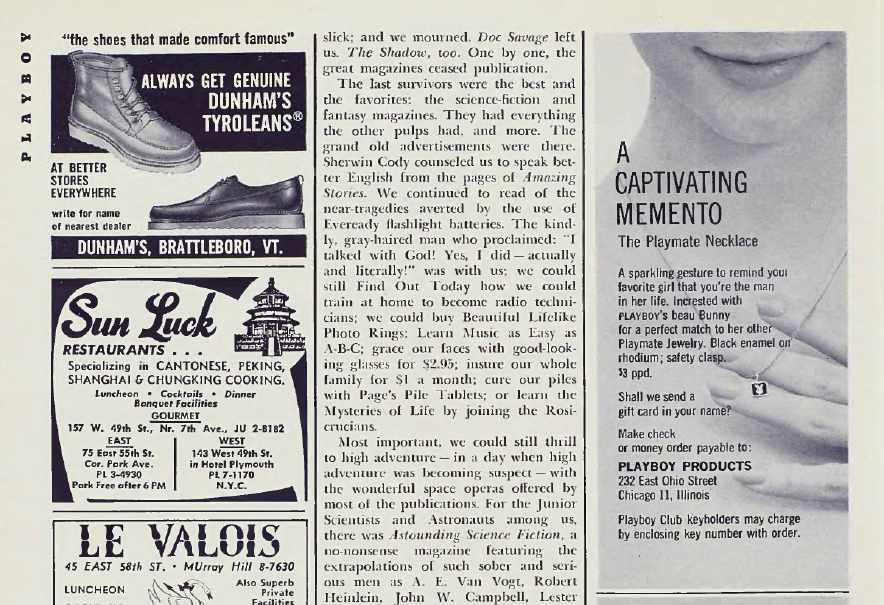 PLAYBOY
"the shoes that made comfort famous"
ALWAYS GET GENUINE
DUNHAM'S
TYROLEANS®
AT BETTER
STORES
EVERYWHERE
write for name
of nearest dealer
DUNHAM'S, BRATTLEBORO, VT.
Sun Luck
RESTAURANTS . . .
Specializing in CANTONESE, PEKING,
SHANGHAI & CHUNGKING COOKING.
Luncheon • Cocktails • Dinner
Banquet Facilities
GOURMET
157 W. 49th St., Nr. 7th Ave., JU 2-8182
EAST
75 East 55th St.
Cor. Park Ave.
PL 3-4930
Park Free after 6 PM
WEST
143 West 49th St.
in Hotel Plymouth
PL 7-1170
N.Y.C.
LE VALOIS
45 EAST 58th ST. • MUrray Hill 8-7630
LUNCHEON
Also Superb
Private
Facilities
slick; and we mourned. Doc Savage left
us. The Shadow, too. One by one, the
great magazines ceased publication.
The last survivors were the best and
the favorites: the science-fiction and
fantasy magazines. They had everything
the other pulps had, and more. The
grand old advertisements were there.
Sherwin Cody counseled us to speak bet-
ter English from the pages of Amazing
Stories. We continued to read of the
near-tragedies averted by the use of
Eveready flashlight batteries. The kind-
ly, gray-haired man who proclaimed: "I
talked with God! Yes, I did — actually
and literally!" was with us; we could
still Find Out Today how we could
train at home to become radio techni-
cians; we could buy Beautiful Lifelike
Photo Rings; Learn Music as Easy as
A-B-C; grace our faces with good-look-
ing glasses for $2.95; insure our whole
family for $1 a month; cure our piles
with Page's Pile Tablets; or learn the
Mysteries of Life by joining the Rosi-
crucians.
Most important, we could still thrill
to high adventure — in a day when high
adventure was becoming suspect — with
the wonderful space operas offered by
most of the publications. For the Junior
Scientists and Astronauts among us,
there was Astounding Science Fiction, a
no-nonsense magazine featuring the
extrapolations of such sober and seri-
ous men as A. E. Van Vogt, Robert
Heinlein, John W. Campbell, Lester
A
CAPTIVATING
MEMENTO
The Playmate Necklace
A sparkling gesture to remind your
favorite girl that you're the man
in her life. Incrested with
PLAYBOY's beau Bunny
for a perfect match to her other
Playmate Jewelry. Black enamel on
rhodium; safety clasp.
$3 ppd.
Shall we send a
gift card in your name?
Make check
or money order payable to:
PLAYBOY PRODUCTS
232 East Ohio Street
Chicago 11, Illinois
Playboy Club keyholders may charge
by enclosing key number with order.